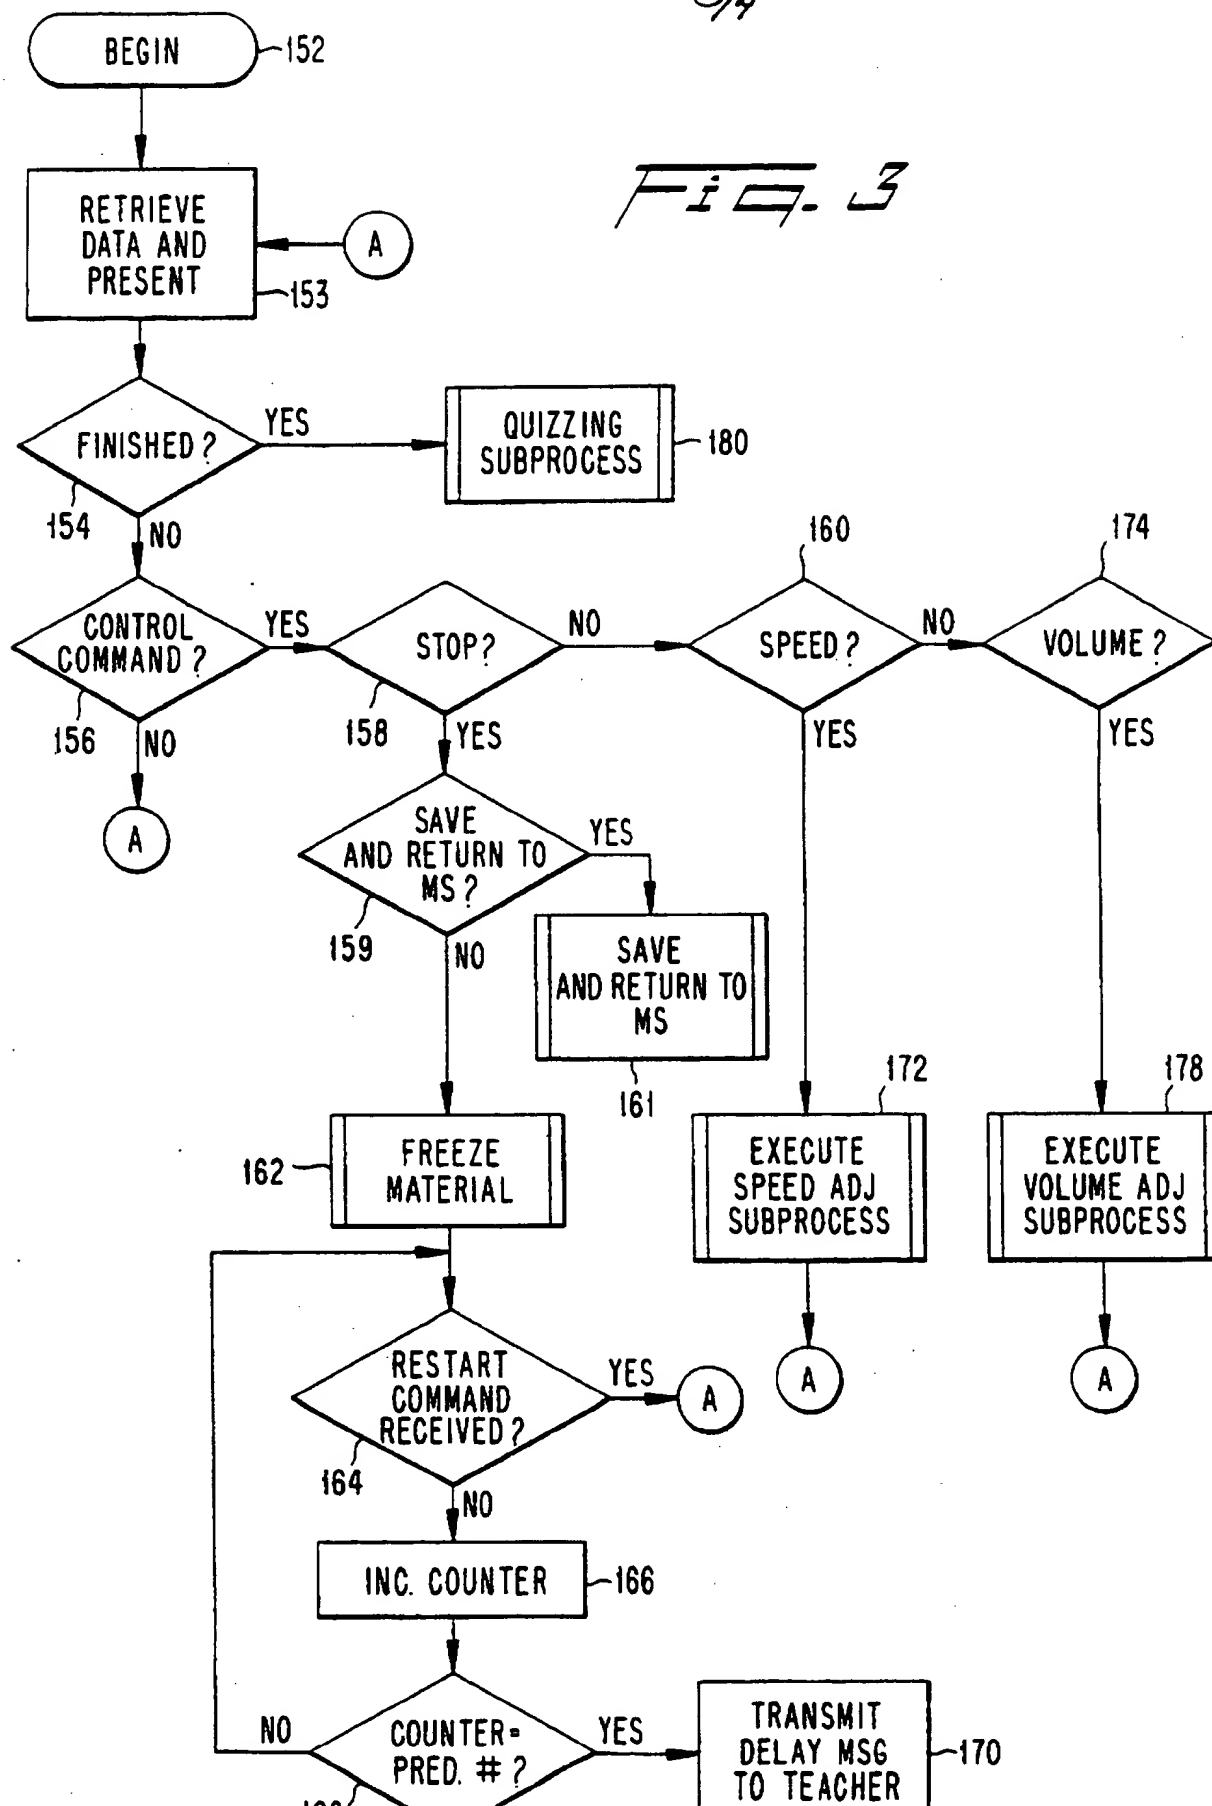 BEGIN
152
Fig. 3
RETRIEVE
DATA AND
PRESENT
A
153
FINISHED?
YES
154
NO
QUIZZING
SUBPROCESS
180
CONTROL
COMMAND?
YES
156
NO
A
STOP?
NO
158
YES
160
SPEED?
NO
YES
174
VOLUME?
YES
SAVE
AND RETURN TO
MS?
YES
159
NO
SAVE
AND RETURN TO
MS
161
162
FREEZE
MATERIAL
172
EXECUTE
SPEED ADJ
SUBPROCESS
A
178
EXECUTE
VOLUME ADJ
SUBPROCESS
A
RESTART
COMMAND
RECEIVED?
YES
A
164
NO
INC. COUNTER
166
NO
COUNTER=
PRED. #?
YES
TRANSMIT
DELAY MSG
TO TEACHER
170